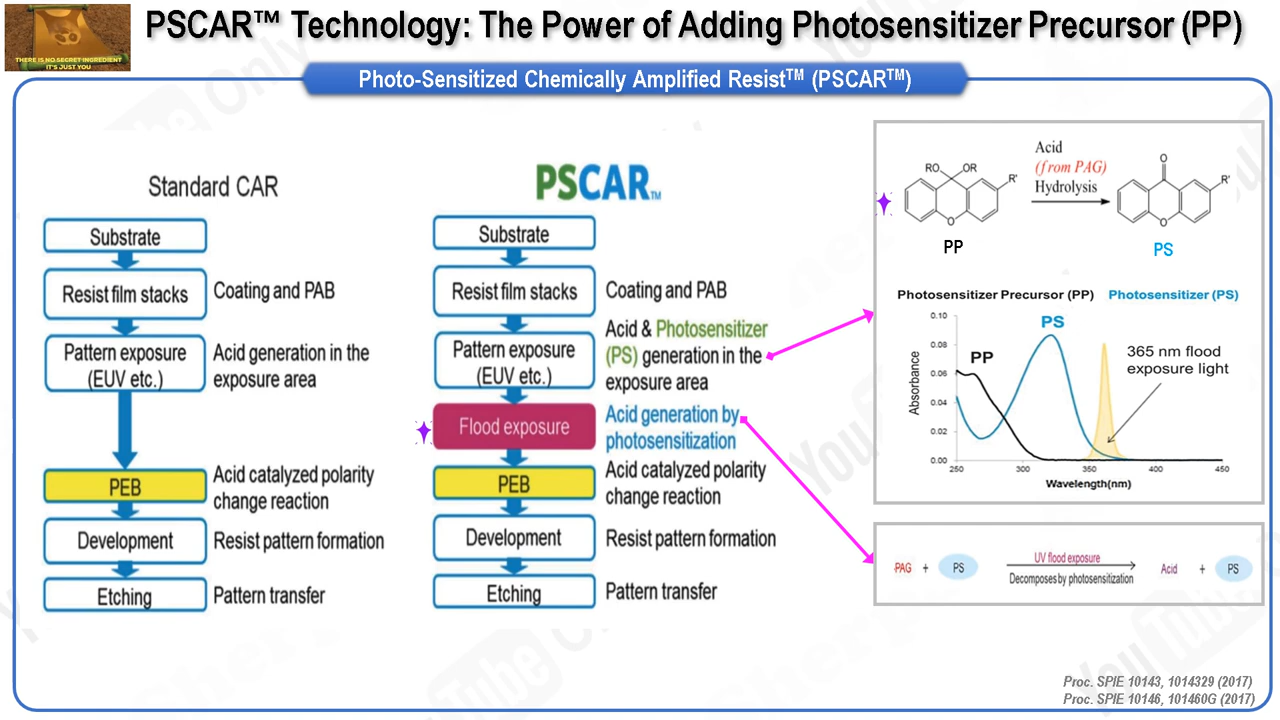 PSCAR™ Technology: The Power of Adding Photosensitizer Precursor (PP)
THERE IS NO SECRET INGREDIENT
IT'S JUST YOU
Photo-Sensitized Chemically Amplified Resist™ (PSCAR™)
Standard CAR
Substrate
Resist film stacks
Coating and PAB
Pattern exposure
(EUV etc.)
Acid generation in the
exposure area
PEB
Acid catalyzed polarity
change reaction
Development
Resist pattern formation
Etching
Pattern transfer
PSCAR™
Substrate
Resist film stacks
Coating and PAB
Pattern exposure
(EUV etc.)
Acid & Photosensitizer
(PS) generation in the
exposure area
Flood exposure
Acid generation by
photosensitization
PEB
Acid catalyzed polarity
change reaction
Development
Resist pattern formation
Etching
Pattern transfer
RO OR
R'
O
PP
Acid
(from PAG)
Hydrolysis
O
R'
O
PS
Photosensitizer Precursor (PP) Photosensitizer (PS)
Absorbance
0.10
0.08
0.06
0.04
0.02
0.00
PP
PS
365 nm flood
exposure light
250 300 350 400 450
Wavelength(nm)
PAG + PS
UV flood exposure
Decomposes by photosensitization
Acid + PS
Proc. SPIE 10143, 1014329 (2017)
Proc. SPIE 10146, 101460G (2017)